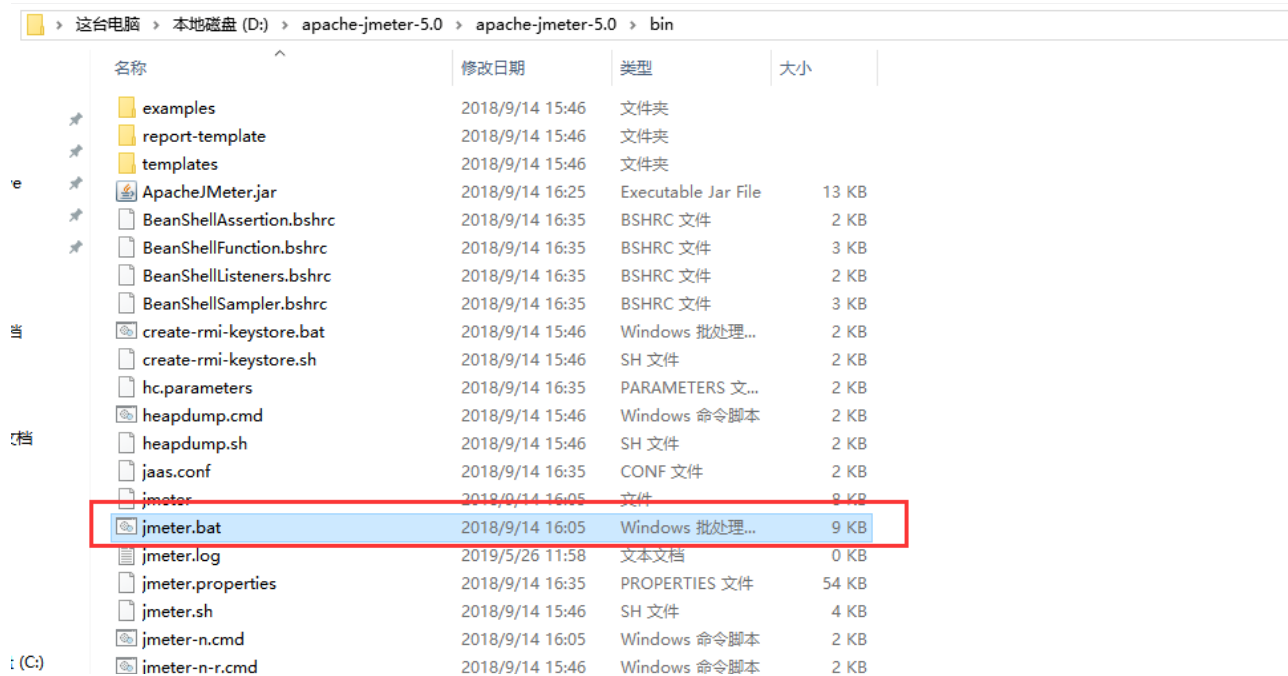 这台电脑 > 本地磁盘 (D:) > apache-jmeter-5.0 > apache-jmeter-5.0 > bin
名称 修改日期 类型 大小
examples 2018/9/14 15:46 文件夹
report-template 2018/9/14 15:46 文件夹
templates 2018/9/14 15:46 文件夹
ApacheJMeter.jar 2018/9/14 16:25 Executable Jar File 13 KB
BeanShellAssertion.bshrc 2018/9/14 16:35 BSHRC 文件 2 KB
BeanShellFunction.bshrc 2018/9/14 16:35 BSHRC 文件 3 KB
BeanShellListeners.bshrc 2018/9/14 16:35 BSHRC 文件 2 KB
BeanShellSampler.bshrc 2018/9/14 16:35 BSHRC 文件 3 KB
create-rmi-keystore.bat 2018/9/14 15:46 Windows 批处理... 2 KB
create-rmi-keystore.sh 2018/9/14 15:46 SH 文件 2 KB
hc.parameters 2018/9/14 16:35 PARAMETERS 文... 2 KB
heapdump.cmd 2018/9/14 15:46 Windows 命令脚本 2 KB
文档 heapdump.sh 2018/9/14 15:46 SH 文件 2 KB
jaas.conf 2018/9/14 16:35 CONF 文件 2 KB
jmeter 2018/9/14 16:05 文件 8 KB
jmeter.bat 2018/9/14 16:05 Windows 批处理... 9 KB
jmeter.log 2019/5/26 11:58 文本文档 0 KB
jmeter.properties 2018/9/14 16:35 PROPERTIES 文件 54 KB
jmeter.sh 2018/9/14 15:46 SH 文件 4 KB
jmeter-n.cmd 2018/9/14 16:05 Windows 命令脚本 2 KB
(C:) jmeter-n-r.cmd 2018/9/14 15:46 Windows 命令脚本 2 KB